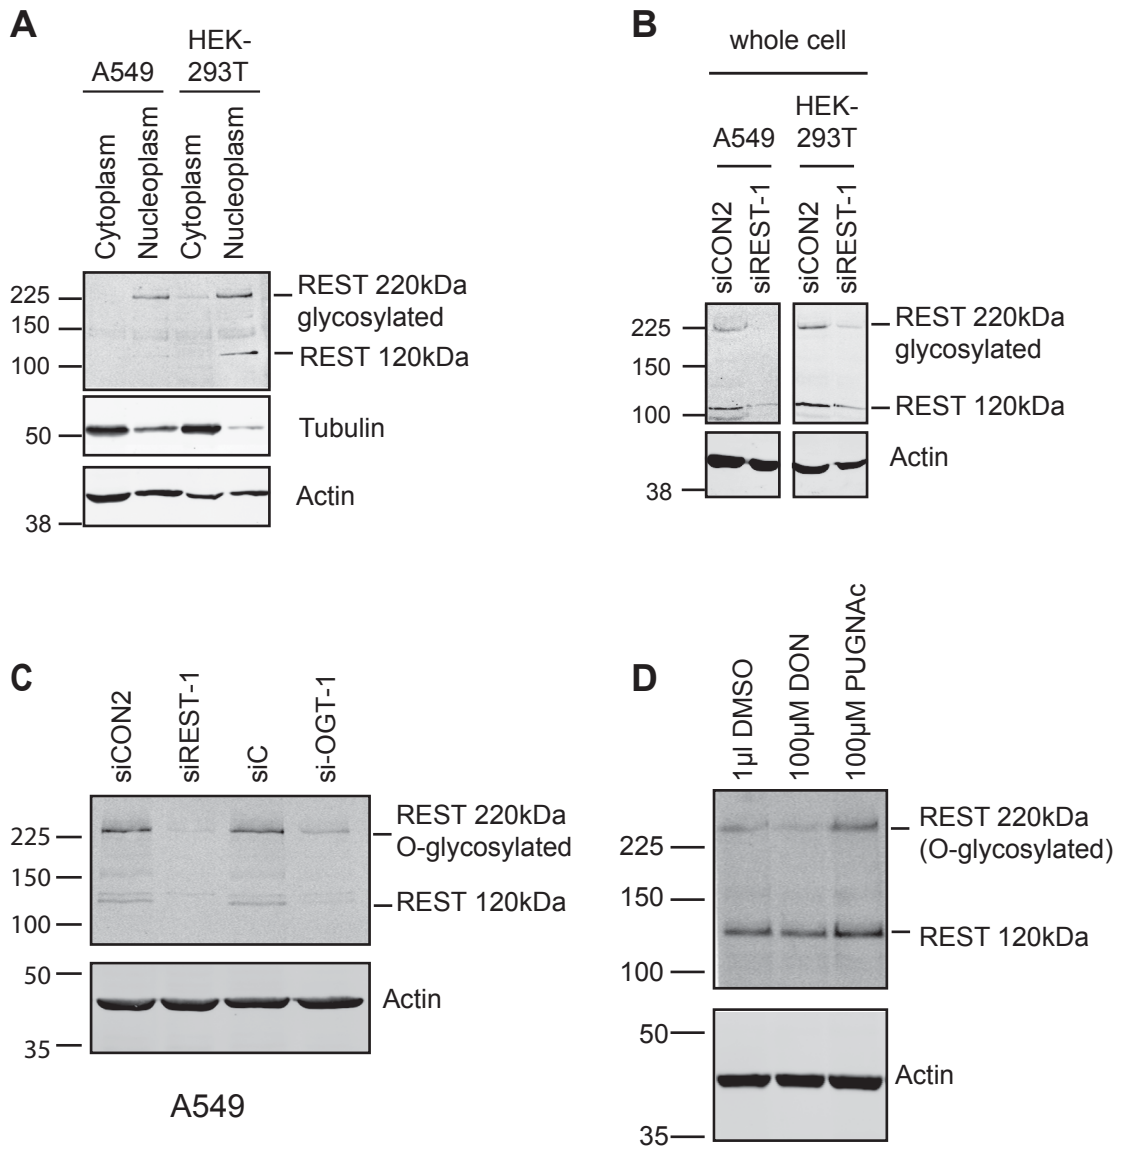 A
HEK-
A549 293T
Cytoplasm
Nucleoplasm
Cytoplasm
Nucleoplasm
225
150
100
REST 220kDa
glycosylated
REST 120kDa
50
Tubulin
Actin
38
B
whole cell
HEK-
A549 293T
siCON2
siREST-1
siCON2
siREST-1
225
150
100
REST 220kDa
glycosylated
REST 120kDa
Actin
38
C
siCON2
siREST-1
siC
si-OGT-1
225
150
100
REST 220kDa
O-glycosylated
REST 120kDa
50
Actin
35
A549
D
1µl DMSO
100µM DON
100µM PUGNAc
225
150
100
REST 220kDa
(O-glycosylated)
REST 120kDa
50
Actin
35